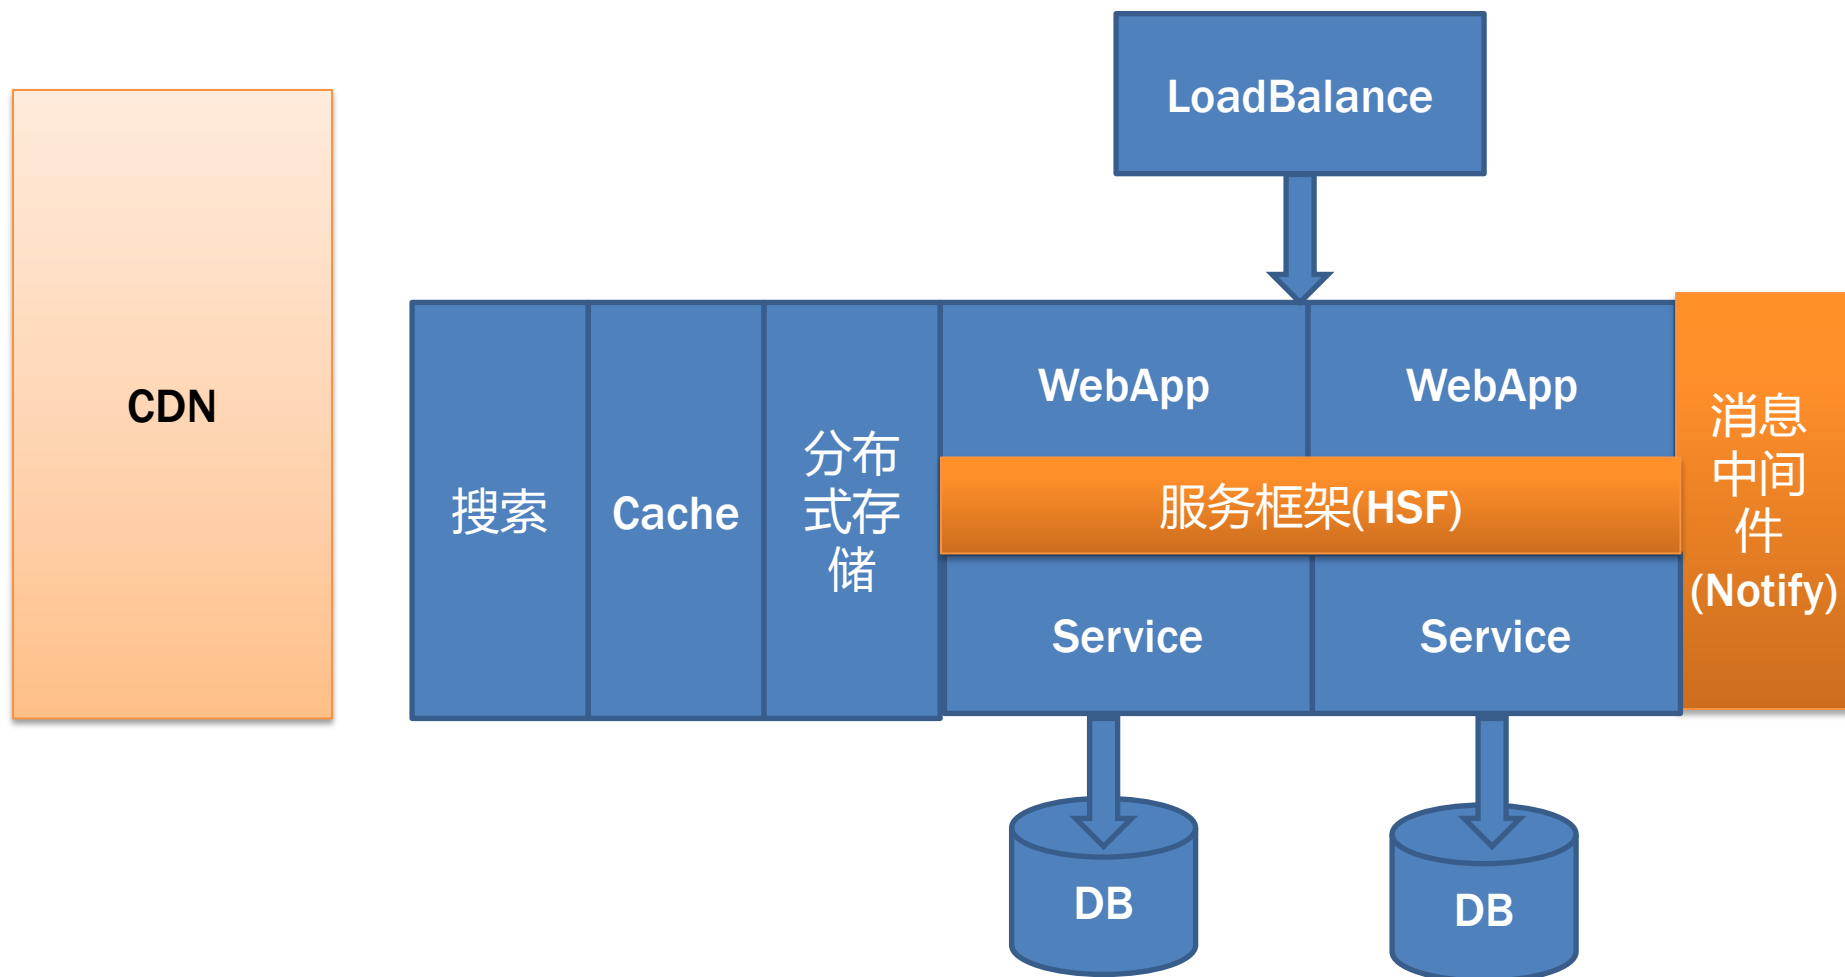 LoadBalance
CDN
搜索
Cache
分布
式存
储
WebApp
WebApp
服务框架(HSF)
Service
Service
消息
中间
件
(Notify)
DB
DB